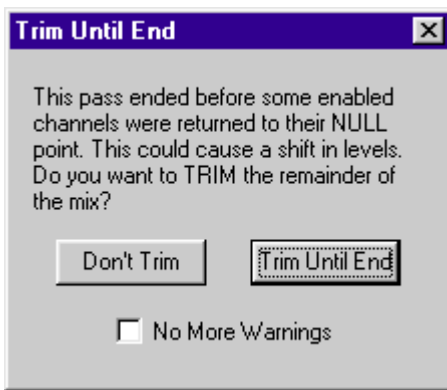 Trim Until End
This pass ended before some enabled
channels were returned to their NULL
point. This could cause a shift in levels.
Do you want to TRIM the remainder of
the mix?
Don't Trim
Trim Until End
No More Warnings